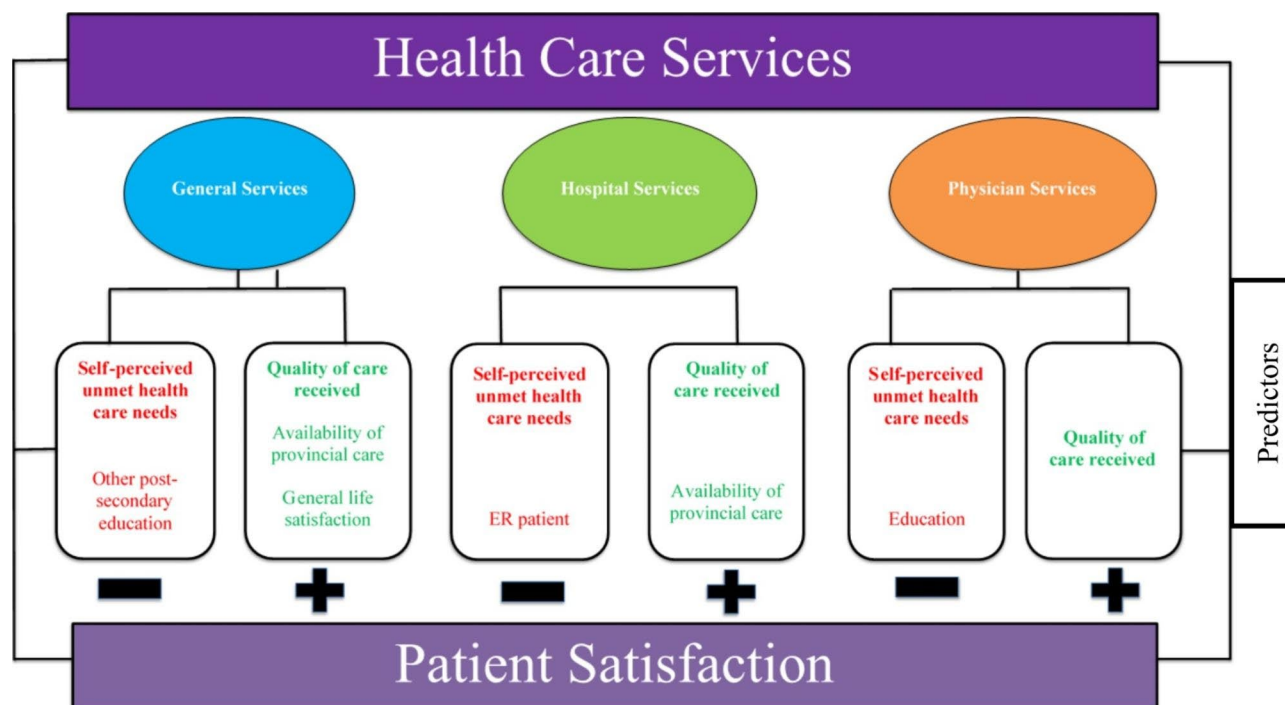 Health Care Services
General Services
Hospital Services
Physician Services
Self-perceived
unmet health
care needs
Other post-
secondary
education
Quality of care
received
Availability of
provincial care
General life
satisfaction
Self-perceived
unmet health
care needs
ER patient
Quality of
care received
Availability of
provincial care
Self-perceived
unmet health
care needs
Education
Quality of
care received
Predictors
Patient Satisfaction